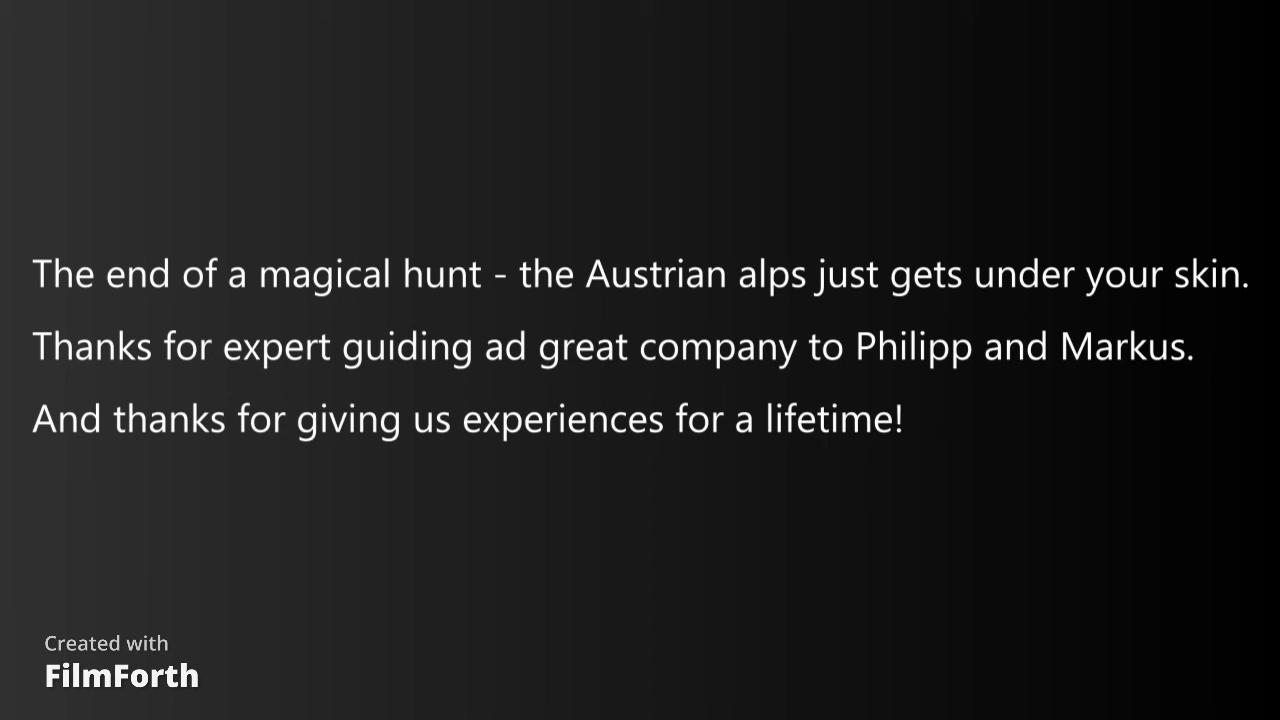 The end of a magical hunt - the Austrian alps just gets under your skin.
Thanks for expert guiding ad great company to Philipp and Markus.
And thanks for giving us experiences for a lifetime!
Created with
FilmForth